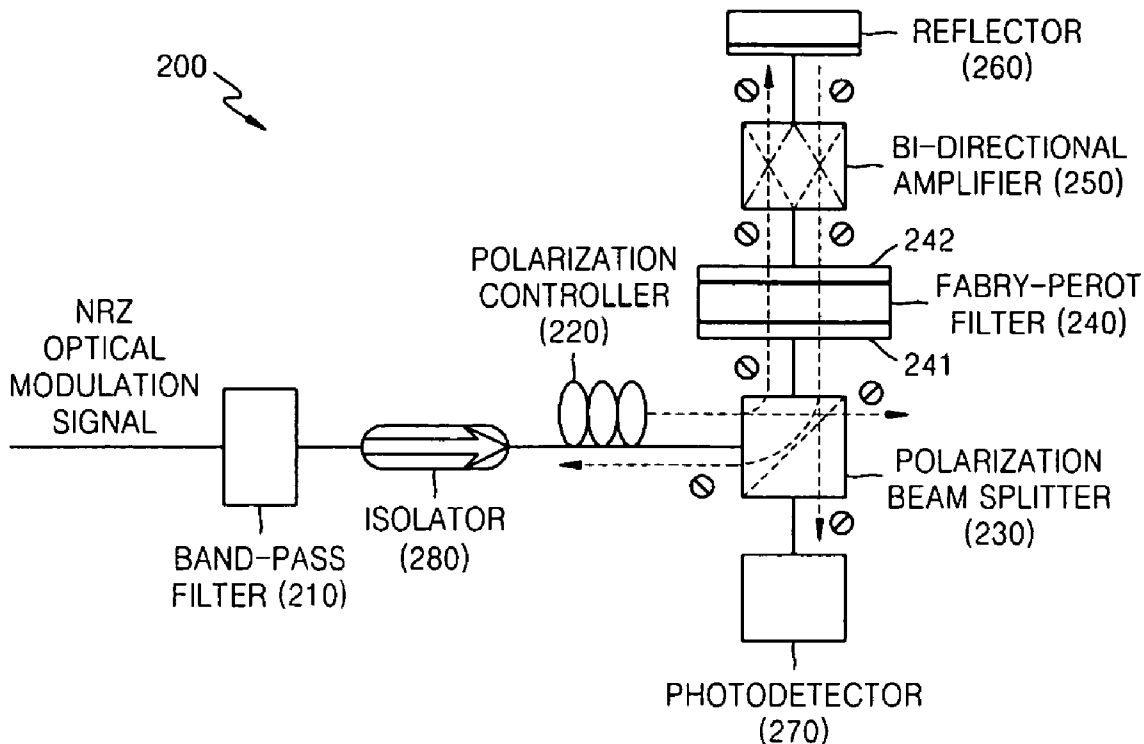 200
REFLECTOR
(260)
BI-DIRECTIONAL
AMPLIFIER (250)
242
FABRY-PEROT
FILTER (240)
241
POLARIZATION
CONTROLLER
(220)
NRZ
OPTICAL
MODULATION
SIGNAL
BAND-PASS
FILTER (210)
ISOLATOR
(280)
POLARIZATION
BEAM SPLITTER
(230)
PHOTODETECTOR
(270)